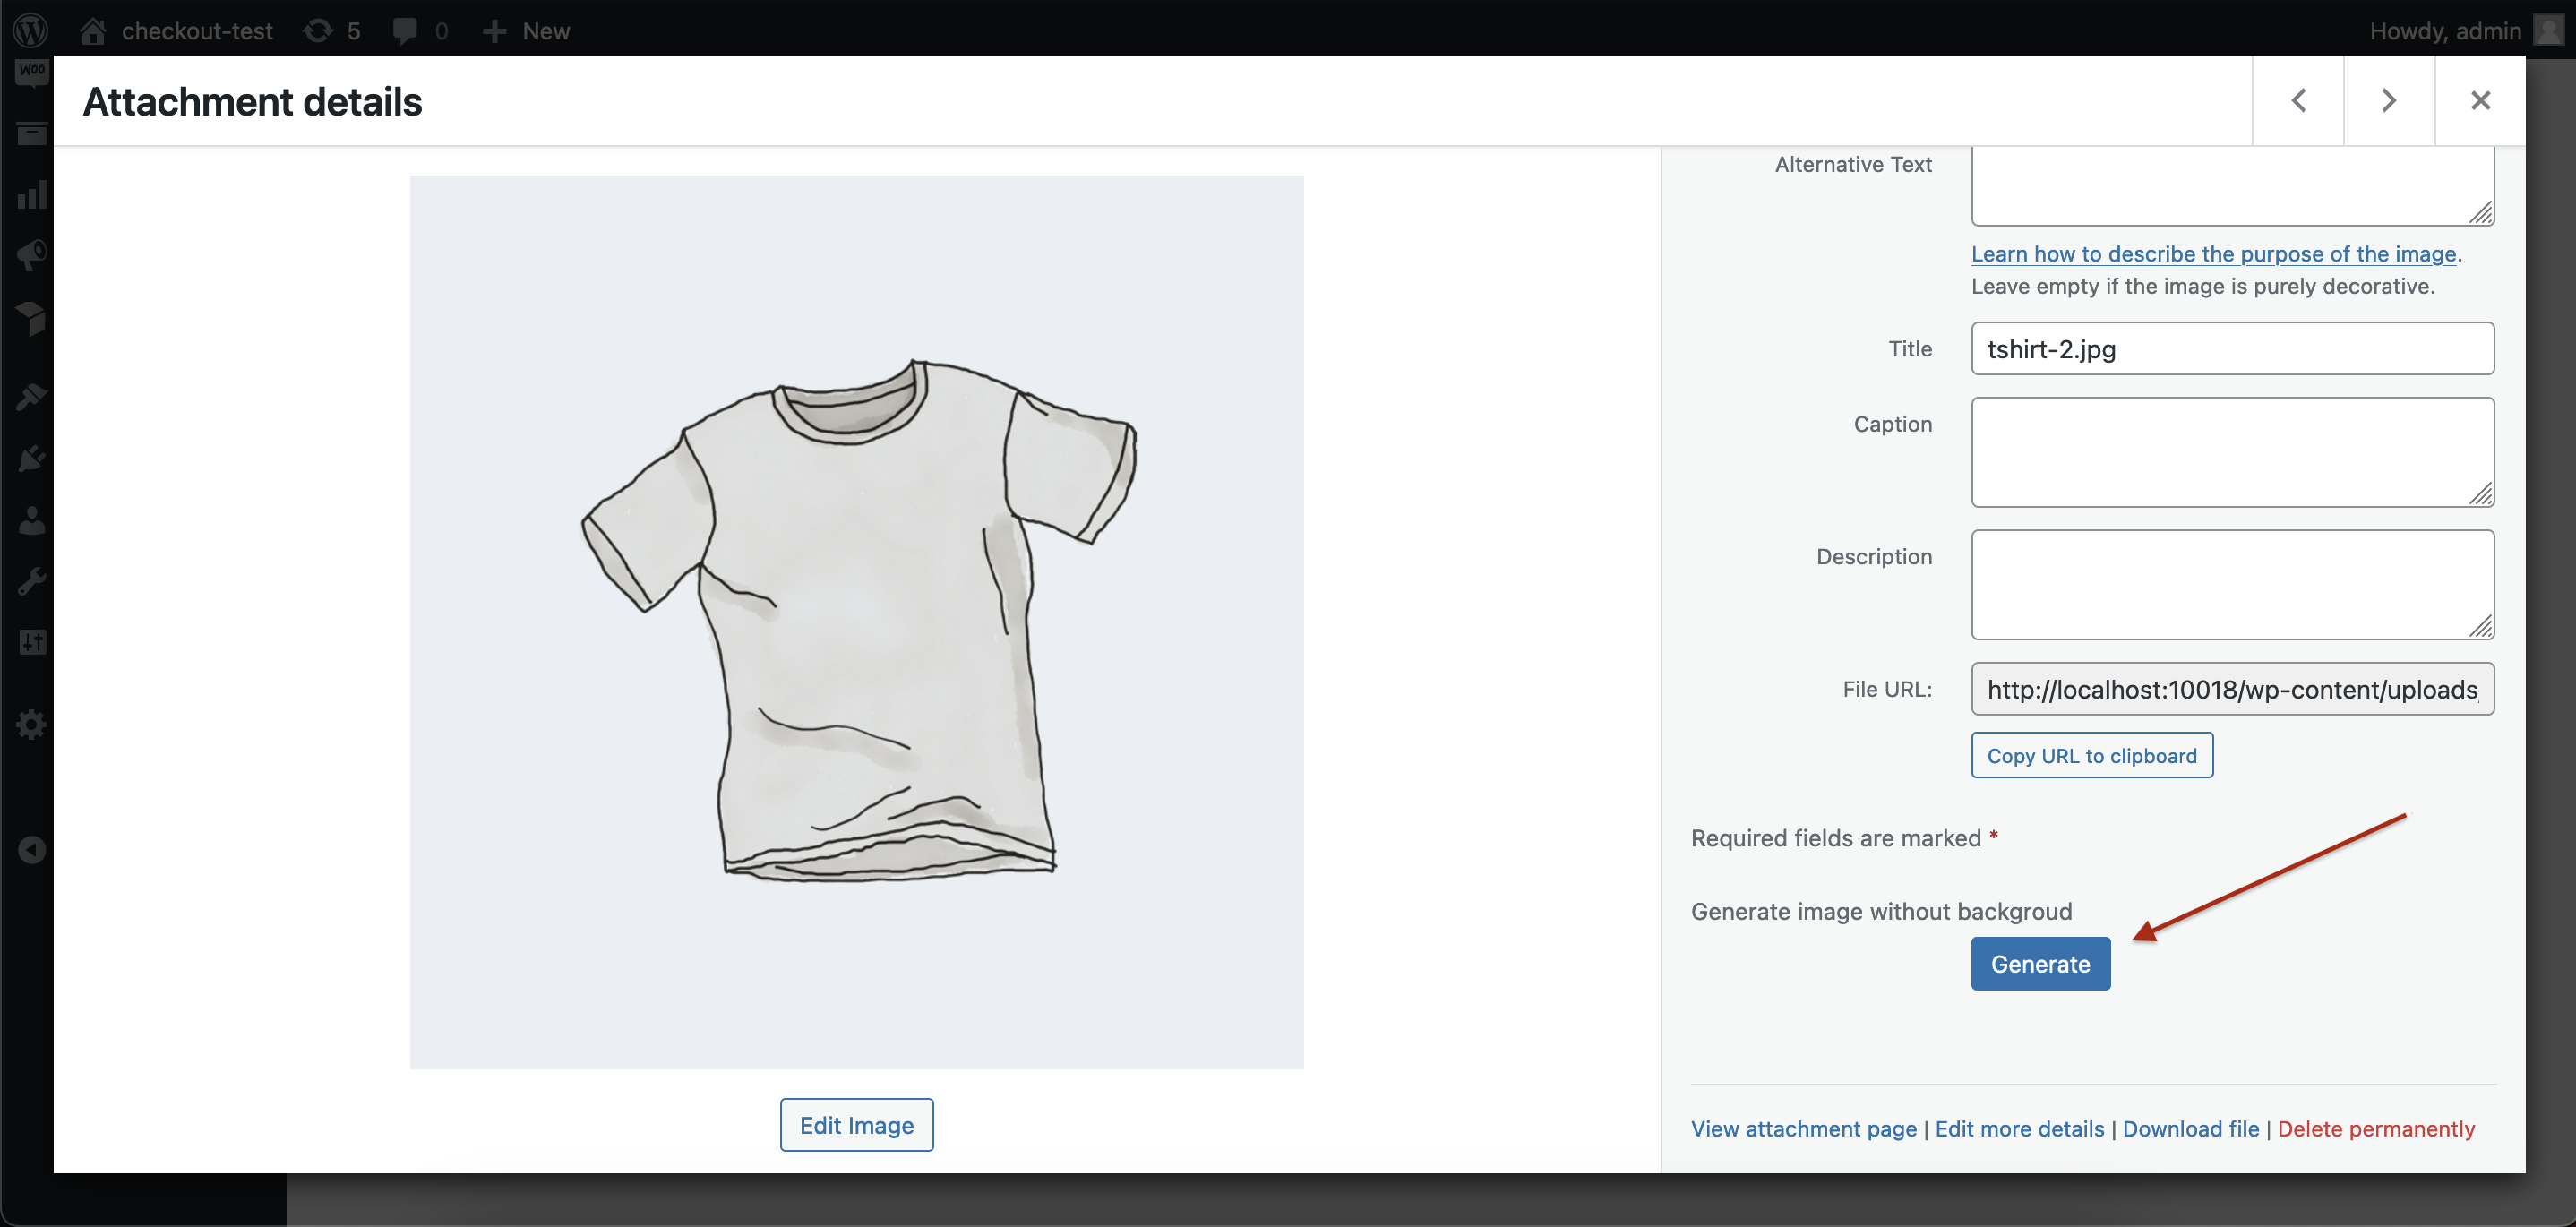 checkout-test 5 0 New Howdy, admin
Woo
Attachment details
Alternative Text
Learn how to describe the purpose of the image.
Leave empty if the image is purely decorative.
Title tshirt-2.jpg
Caption
Description
File URL: http://localhost:10018/wp-content/uploads
Copy URL to clipboard
Required fields are marked *
Generate image without backgroud
Generate
Edit Image
View attachment page | Edit more details | Download file | Delete permanently